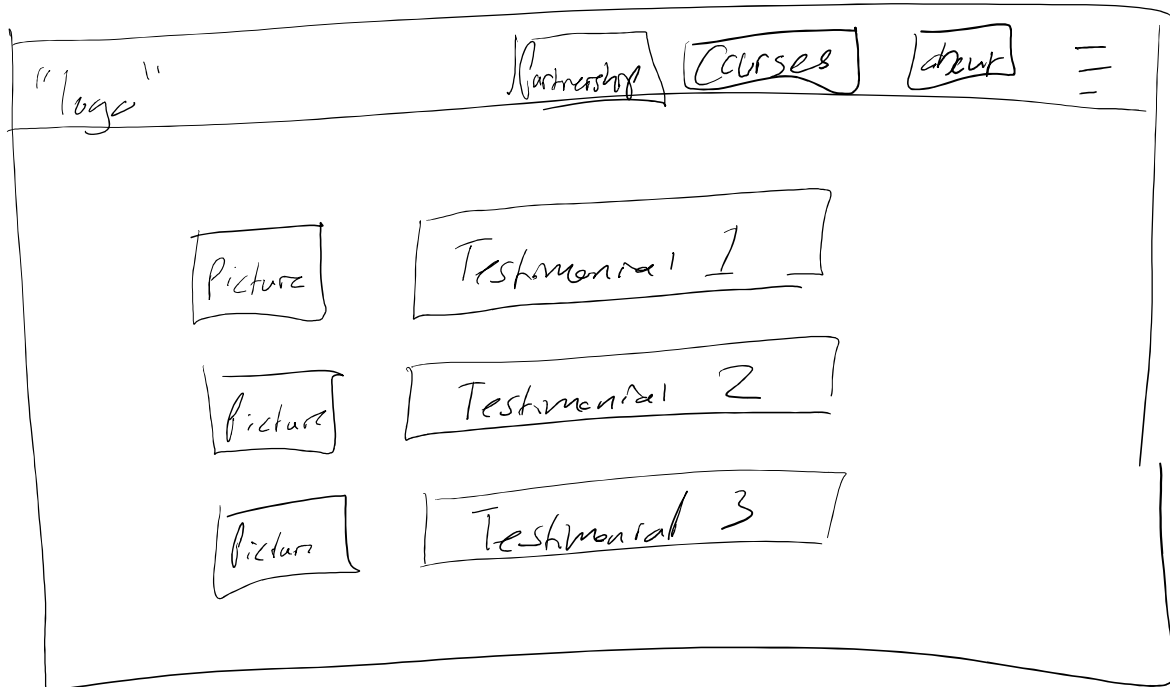 "logo" Partnership Courses about
Picture Testimonial 1
Picture Testimonial 2
Picture Testimonial 3